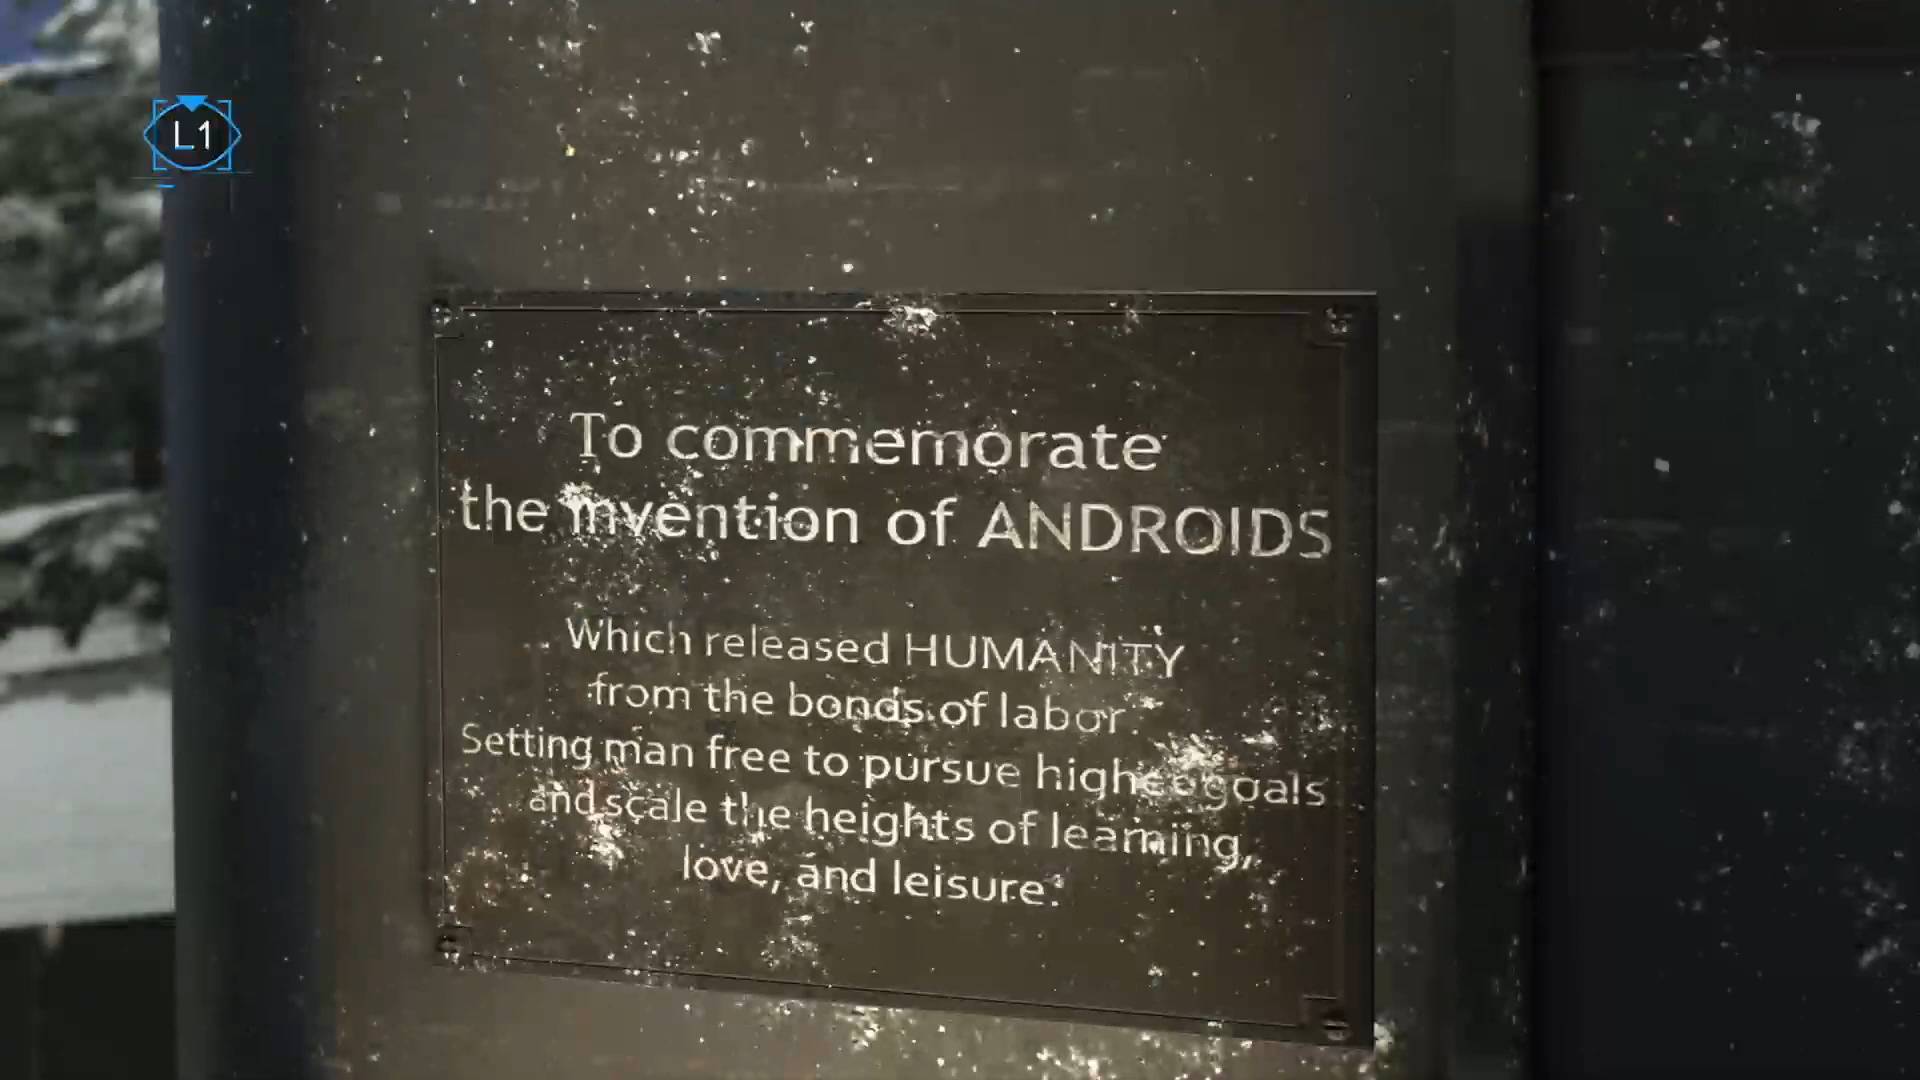 L1
To commemorate
the invention of ANDROIDS
Which released HUMANITY
from the bonds of labor.
Setting man free to pursue higher goals
and scale the heights of learning,
love, and leisure.